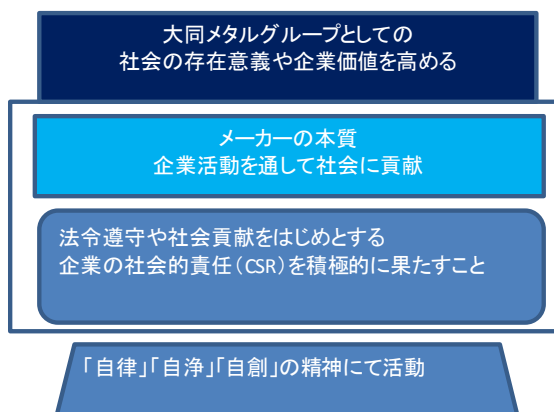 大同メタルグループとしての
社会の存在意義や企業価値を高める
メーカーの本質
企業活動を通して社会に貢献
法令遵守や社会貢献をはじめとする
企業の社会的責任（CSR）を積極的に果たすこと
「自律」「自浄」「自創」の精神にて活動